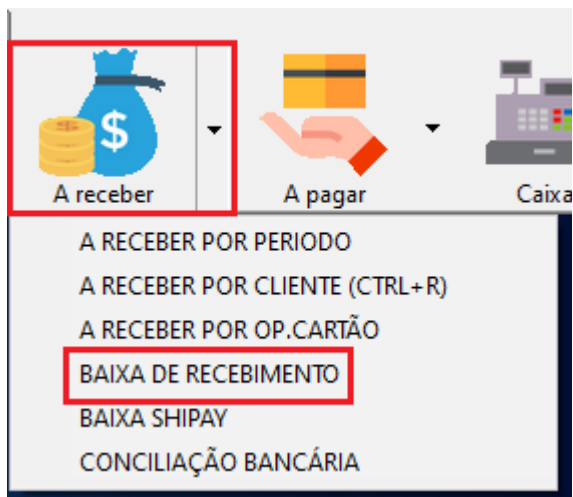 $
A receber
A pagar
Caixa
A RECEBER POR PERIODO
A RECEBER POR CLIENTE (CTRL+R)
A RECEBER POR OP.CARTÃO
BAIXA DE RECEBIMENTO
BAIXA SHIPAY
CONCILIAÇÃO BANCÁRIA